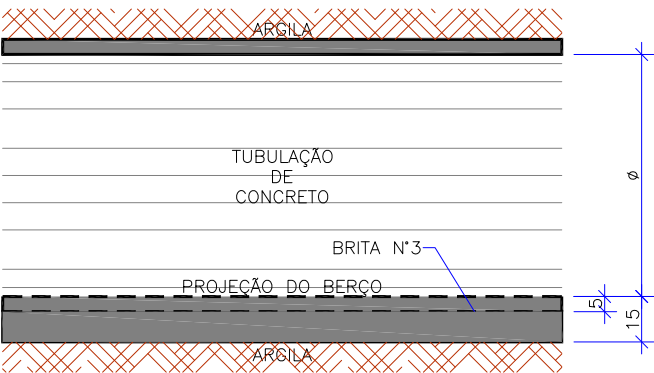 ARGILA
TUBULAÇÃO
DE
CONCRETO
ø
BRITA N°3
PROJEÇÃO DO BERÇO
5
15
ARGILA